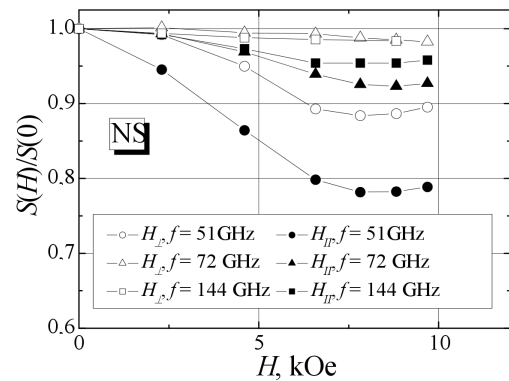 S(H)/S(0)
1.0
0.9
0.8
0.7
0.6
NS
H⊥, f = 51GHz
H||, f = 51GHz
H⊥, f = 72 GHz
H||, f = 72 GHz
H⊥, f = 144 GHz
H||, f = 144 GHz
0
5
10
H, kOe